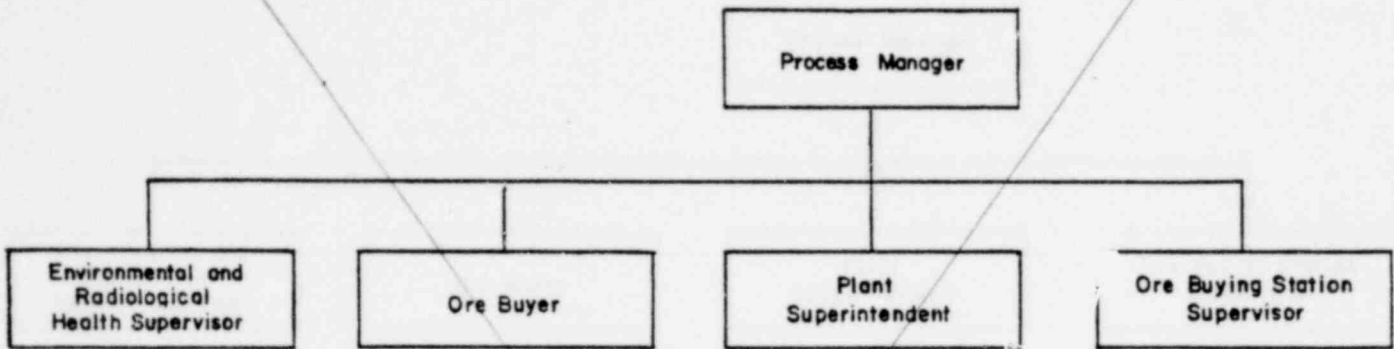 Process Manager
Environmental and
Radiological
Health Supervisor
Ore Buyer
Plant
Superintendent
Ore Buying Station
Supervisor